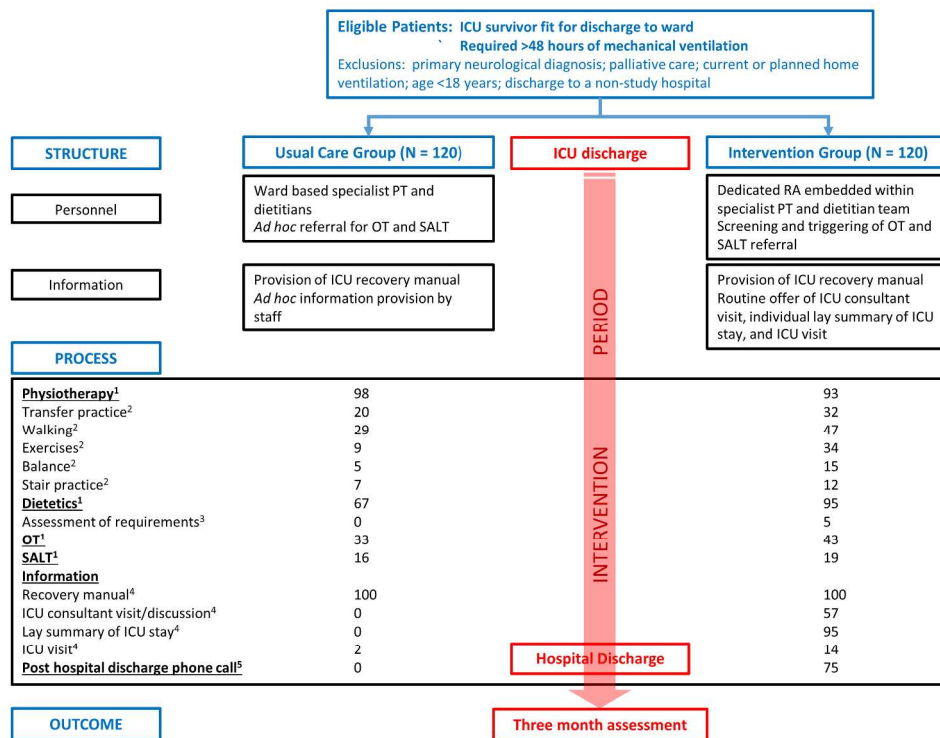 Eligible Patients: ICU survivor fit for discharge to ward
` Required >48 hours of mechanical ventilation
Exclusions: primary neurological diagnosis; palliative care; current or planned home
ventilation; age <18 years; discharge to a non-study hospital
STRUCTURE
Usual Care Group (N = 120)
ICU discharge
Intervention Group (N = 120)
Personnel
Ward based specialist PT and
dietitians
Ad hoc referral for OT and SALT
Dedicated RA embedded within
specialist PT and dietitian team
Screening and triggering of OT and
SALT referral
Information
Provision of ICU recovery manual
Ad hoc information provision by
staff
Provision of ICU recovery manual
Routine offer of ICU consultant
visit, individual lay summary of ICU
stay, and ICU visit
INTERVENTION PERIOD
PROCESS
Physiotherapy¹ 98 93
Transfer practice² 20 32
Walking² 29 47
Exercises² 9 34
Balance² 5 15
Stair practice² 7 12
Dietetics¹ 67 95
Assessment of requirements³ 0 5
OT¹ 33 43
SALT¹ 16 19
Information
Recovery manual⁴ 100 100
ICU consultant visit/discussion⁴ 0 57
Lay summary of ICU stay⁴ 0 95
ICU visit⁴ 2 14
Hospital Discharge
Post hospital discharge phone call⁵ 0 75
OUTCOME
Three month assessment